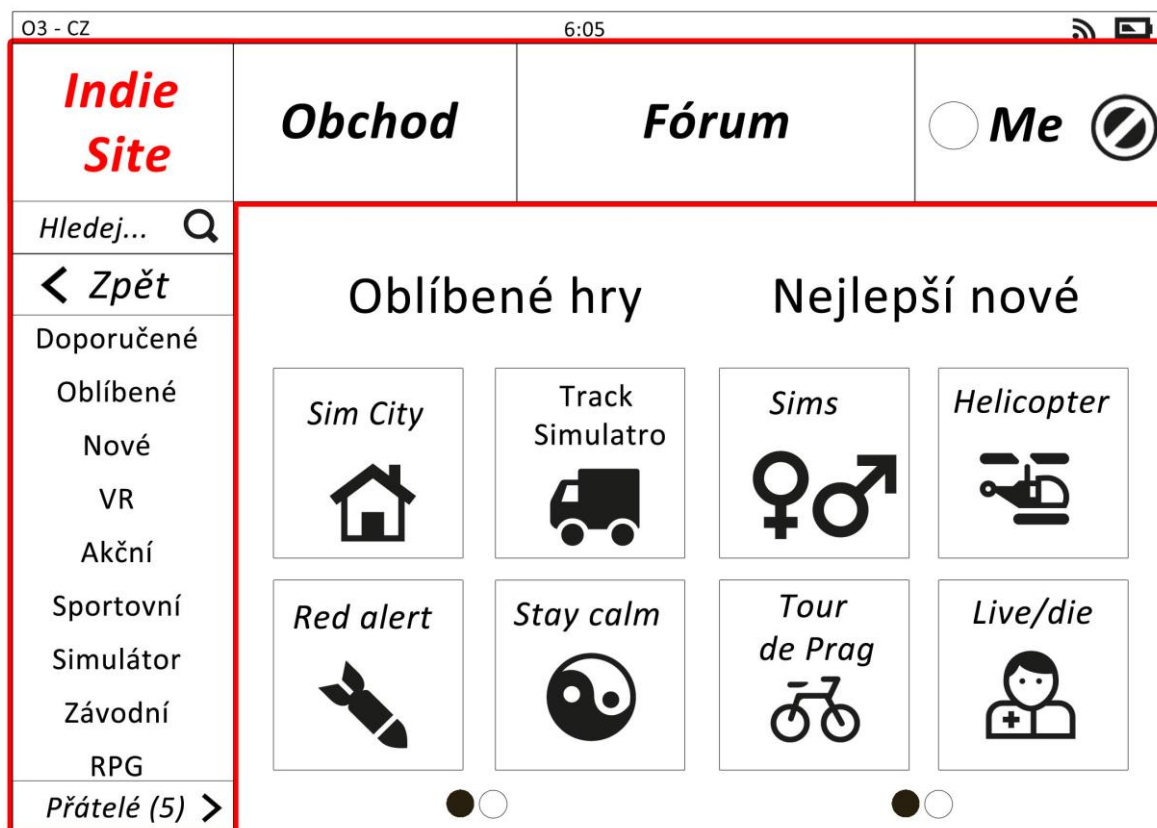 O3 - CZ
6:05
Indie
Site
Obchod
Fórum
Me
Hledej...
Zpět
Doporučené
Oblíbené
Nové
VR
Akční
Sportovní
Simulátor
Závodní
RPG
Přátelé (5)
Oblíbené hry
Sim City
Track
Simulatro
Red alert
Stay calm
Nejlepší nové
Sims
Helicopter
Tour
de Prag
Live/die